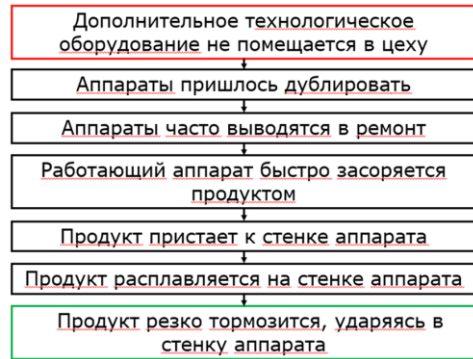 Дополнительное технологическое
оборудование не помещается в цеху
Аппараты пришлось дублировать
Аппараты часто выводятся в ремонт
Работающий аппарат быстро засоряется
продуктом
Продукт пристает к стенке аппарата
Продукт расплавляется на стенке аппарата
Продукт резко тормозится, ударяясь в
стенку аппарата